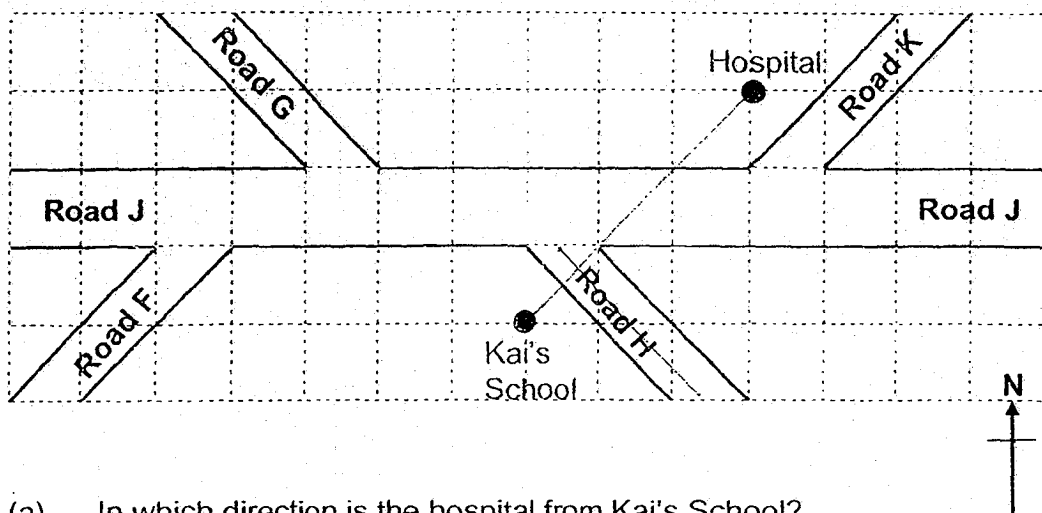 Road G
Hospital
Road K
Road J
Road J
Road F
Road H
Kai's
School
N
(a) In which direction is the hospital from Kai's School?